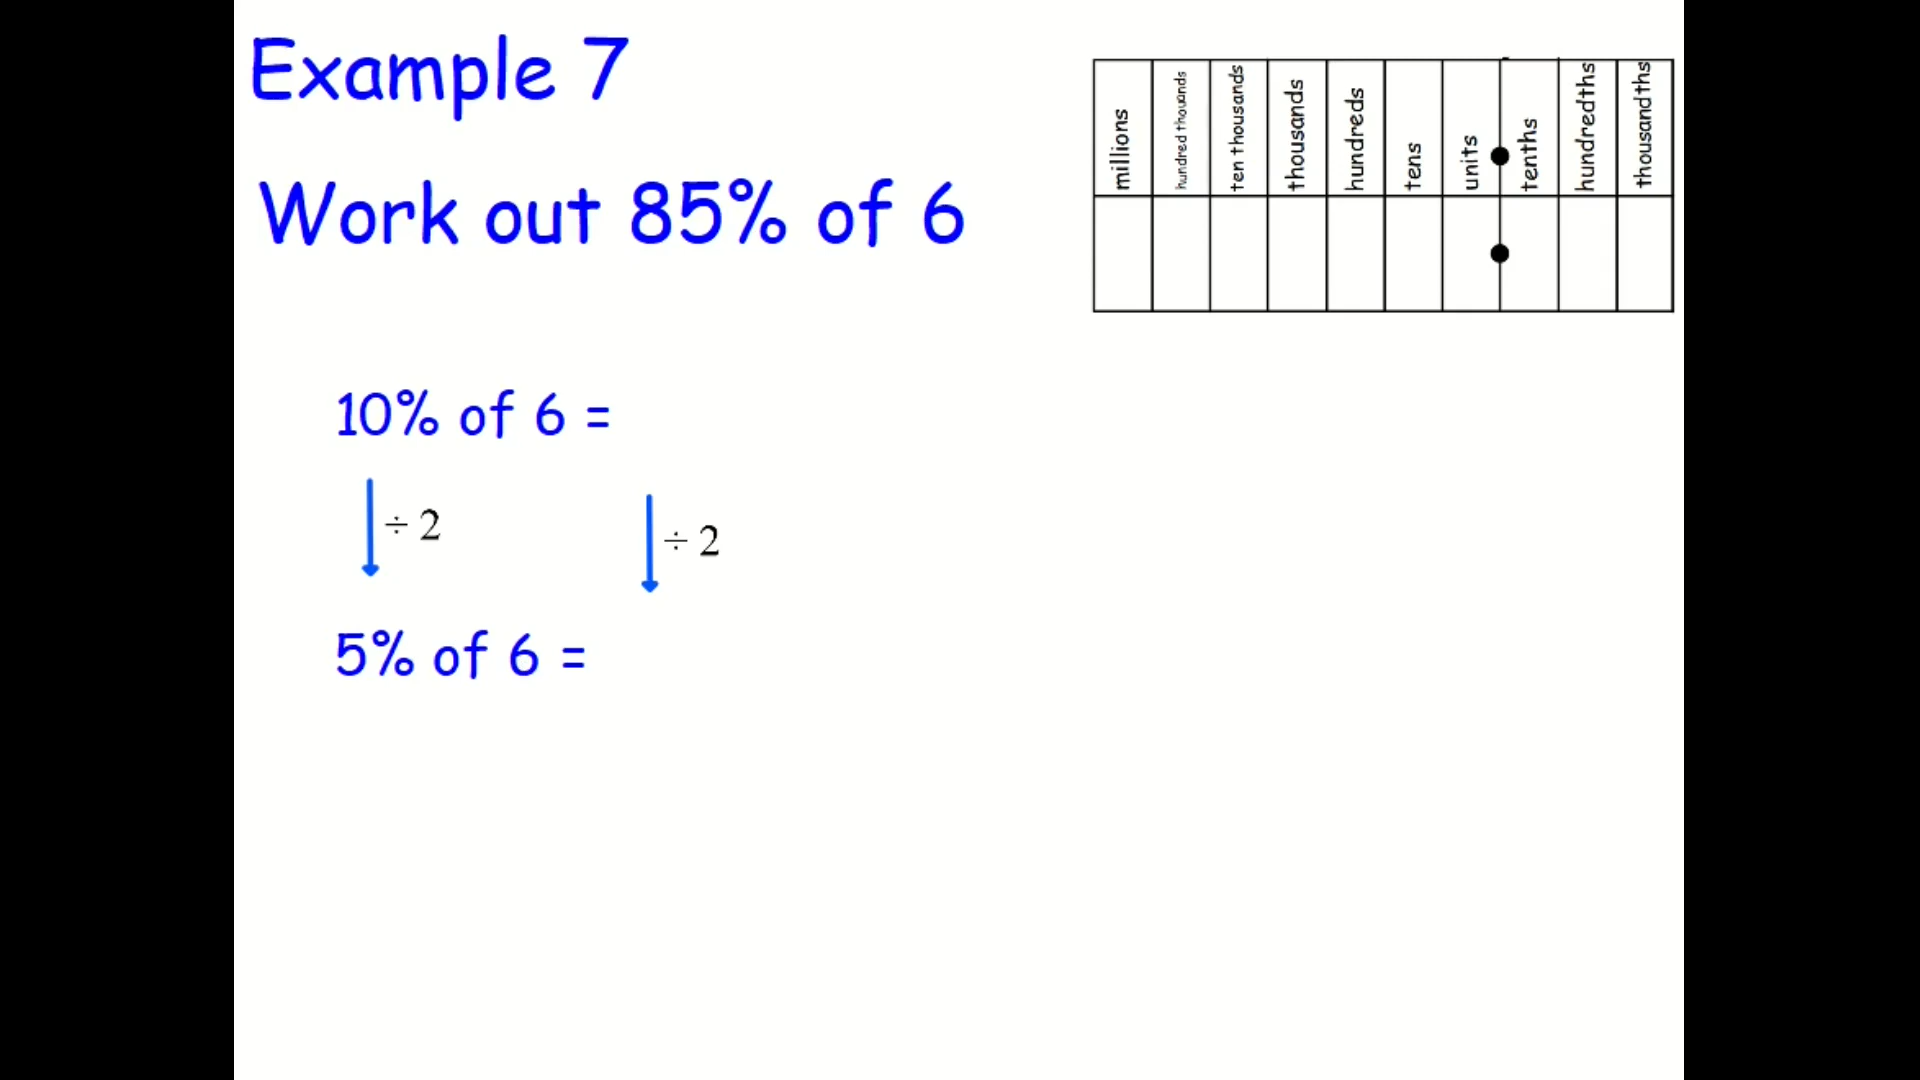 Example 7
Work out 85% of 6
millions
hundred thouands
ten thousands
thousands
hundreds
tens
units
tenths
hundredths
thousandths
10% of 6 =
÷ 2
÷ 2
5% of 6 =